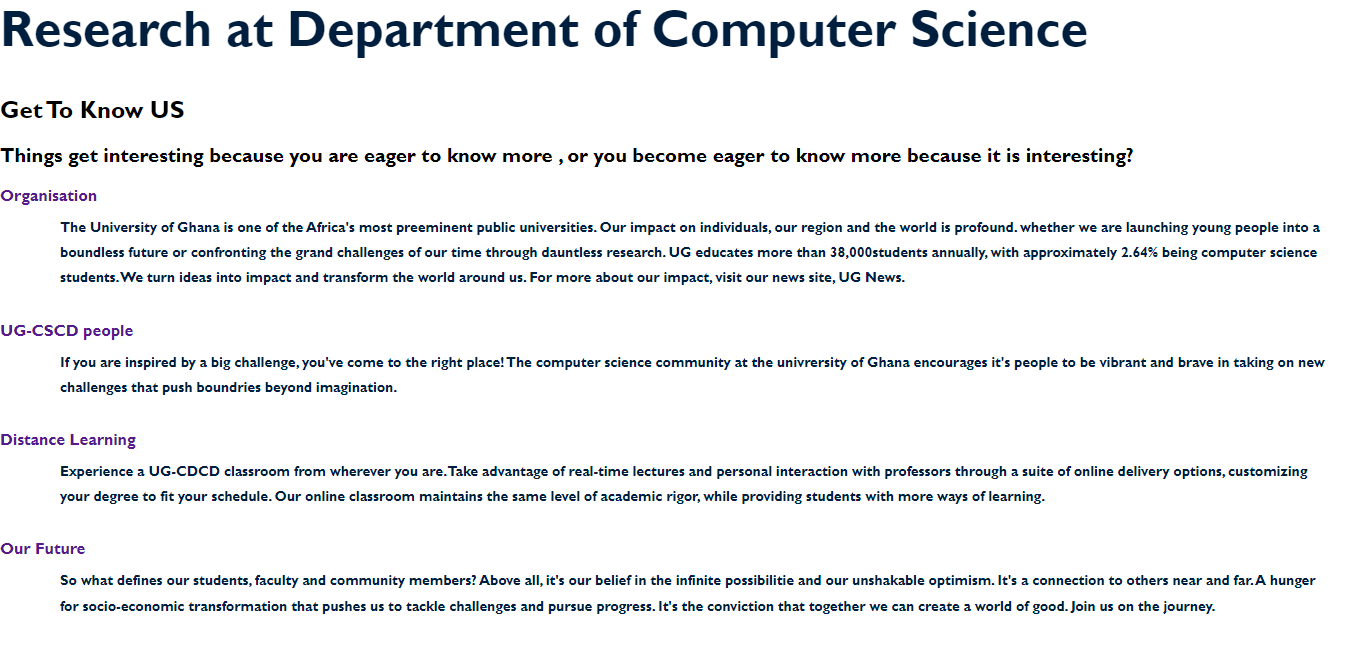 Research at Department of Computer Science
Get To Know US
Things get interesting because you are eager to know more , or you become eager to know more because it is interesting?
Organisation
The University of Ghana is one of the Africa's most preeminent public universities. Our impact on individuals, our region and the world is profound. whether we are launching young people into a
boundless future or confronting the grand challenges of our time through dauntless research. UG educates more than 38,000students annually, with approximately 2.64% being computer science
students. We turn ideas into impact and transform the world around us. For more about our impact, visit our news site, UG News.
UG-CSCD people
If you are inspired by a big challenge, you've come to the right place! The computer science community at the univrersity of Ghana encourages it's people to be vibrant and brave in taking on new
challenges that push boundries beyond imagination.
Distance Learning
Experience a UG-CDCD classroom from wherever you are. Take advantage of real-time lectures and personal interaction with professors through a suite of online delivery options, customizing
your degree to fit your schedule. Our online classroom maintains the same level of academic rigor, while providing students with more ways of learning.
Our Future
So what defines our students, faculty and community members? Above all, it's our belief in the infinite possibilitie and our unshakable optimism. It's a connection to others near and far. A hunger
for socio-economic transformation that pushes us to tackle challenges and pursue progress. It's the conviction that together we can create a world of good. Join us on the journey.